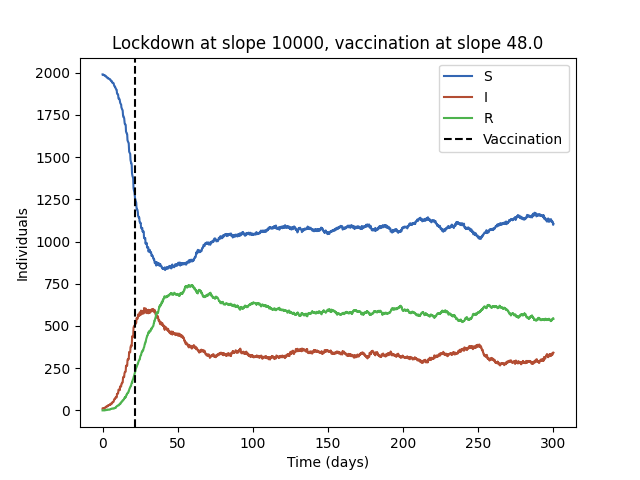 Lockdown at slope 10000, vaccination at slope 48.0
2000
1750
1500
1250
1000
750
500
250
0
Individuals
S
I
R
Vaccination
0 50 100 150 200 250 300
Time (days)